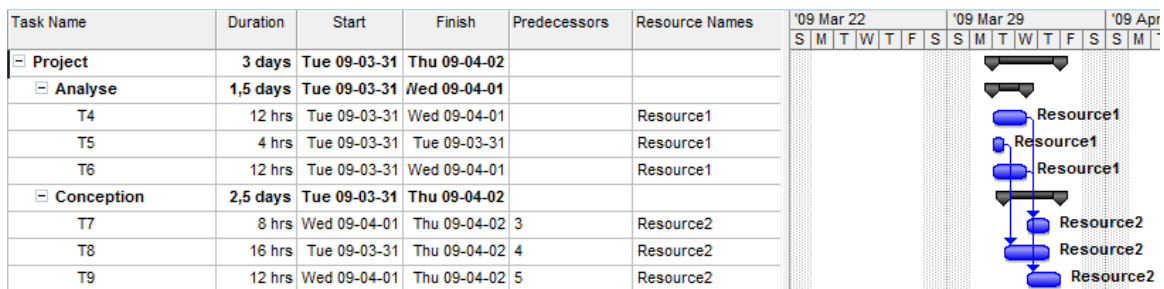 Task Name Duration Start Finish Predecessors Resource Names '09 Mar 22 '09 Mar 29 '09 Apr
S M T W T F S S M T W T F S S M
Project 3 days Tue 09-03-31 Thu 09-04-02
Analyse 1,5 days Tue 09-03-31 Wed 09-04-01
T4 12 hrs Tue 09-03-31 Wed 09-04-01 Resource1 Resource1
T5 4 hrs Tue 09-03-31 Tue 09-03-31 Resource1 Resource1
T6 12 hrs Tue 09-03-31 Wed 09-04-01 Resource1 Resource1
Conception 2,5 days Tue 09-03-31 Thu 09-04-02
T7 8 hrs Wed 09-04-01 Thu 09-04-02 3 Resource2 Resource2
T8 16 hrs Tue 09-03-31 Thu 09-04-02 4 Resource2 Resource2
T9 12 hrs Wed 09-04-01 Thu 09-04-02 5 Resource2 Resource2